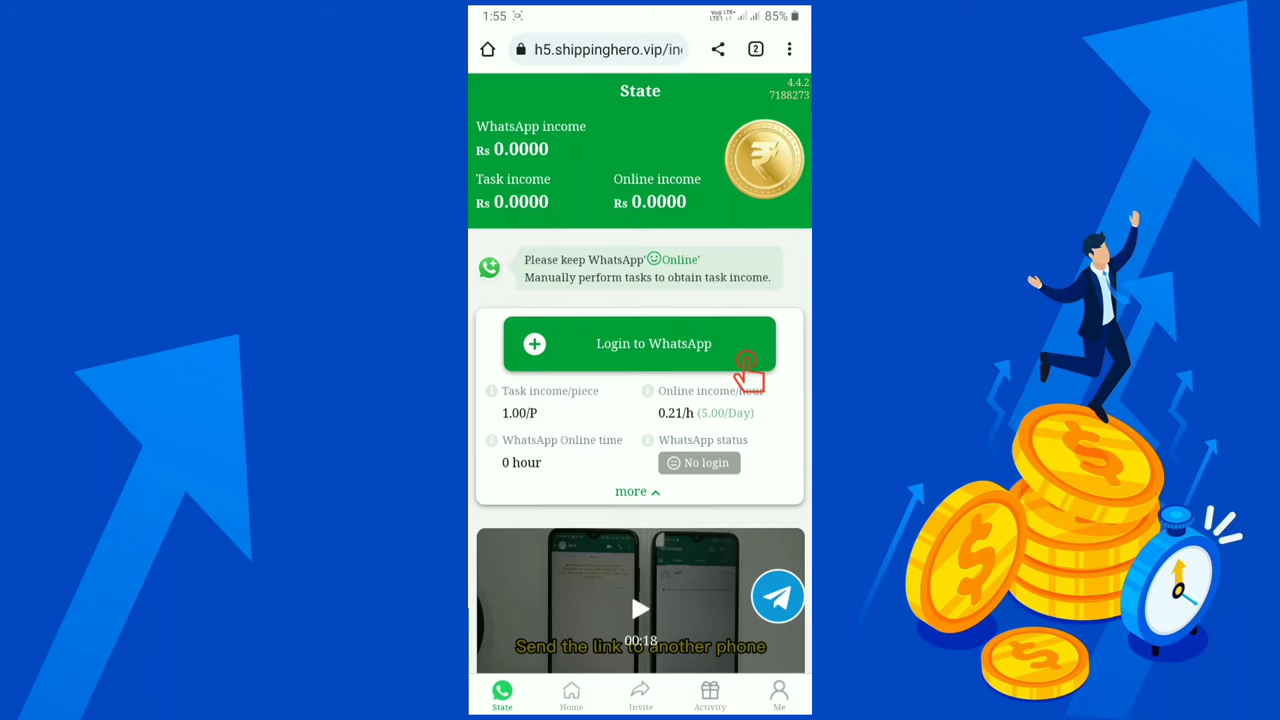 1:55
Vo) LTE+
LTE1
85%
h5.shippinghero.vip/in
2
State
4.4.2
7188273
WhatsApp income
Rs 0.0000
Task income
Online income
Rs 0.0000
Rs 0.0000
Please keep WhatsApp'Online'
Manually perform tasks to obtain task income.
Login to WhatsApp
Task income/piece
Online income/hour
1.00/P
0.21/h (5.00/Day)
WhatsApp Online time
WhatsApp status
0 hour
No login
more
00:18
Send the link to another phone
State
Home
Invite
Activity
Me